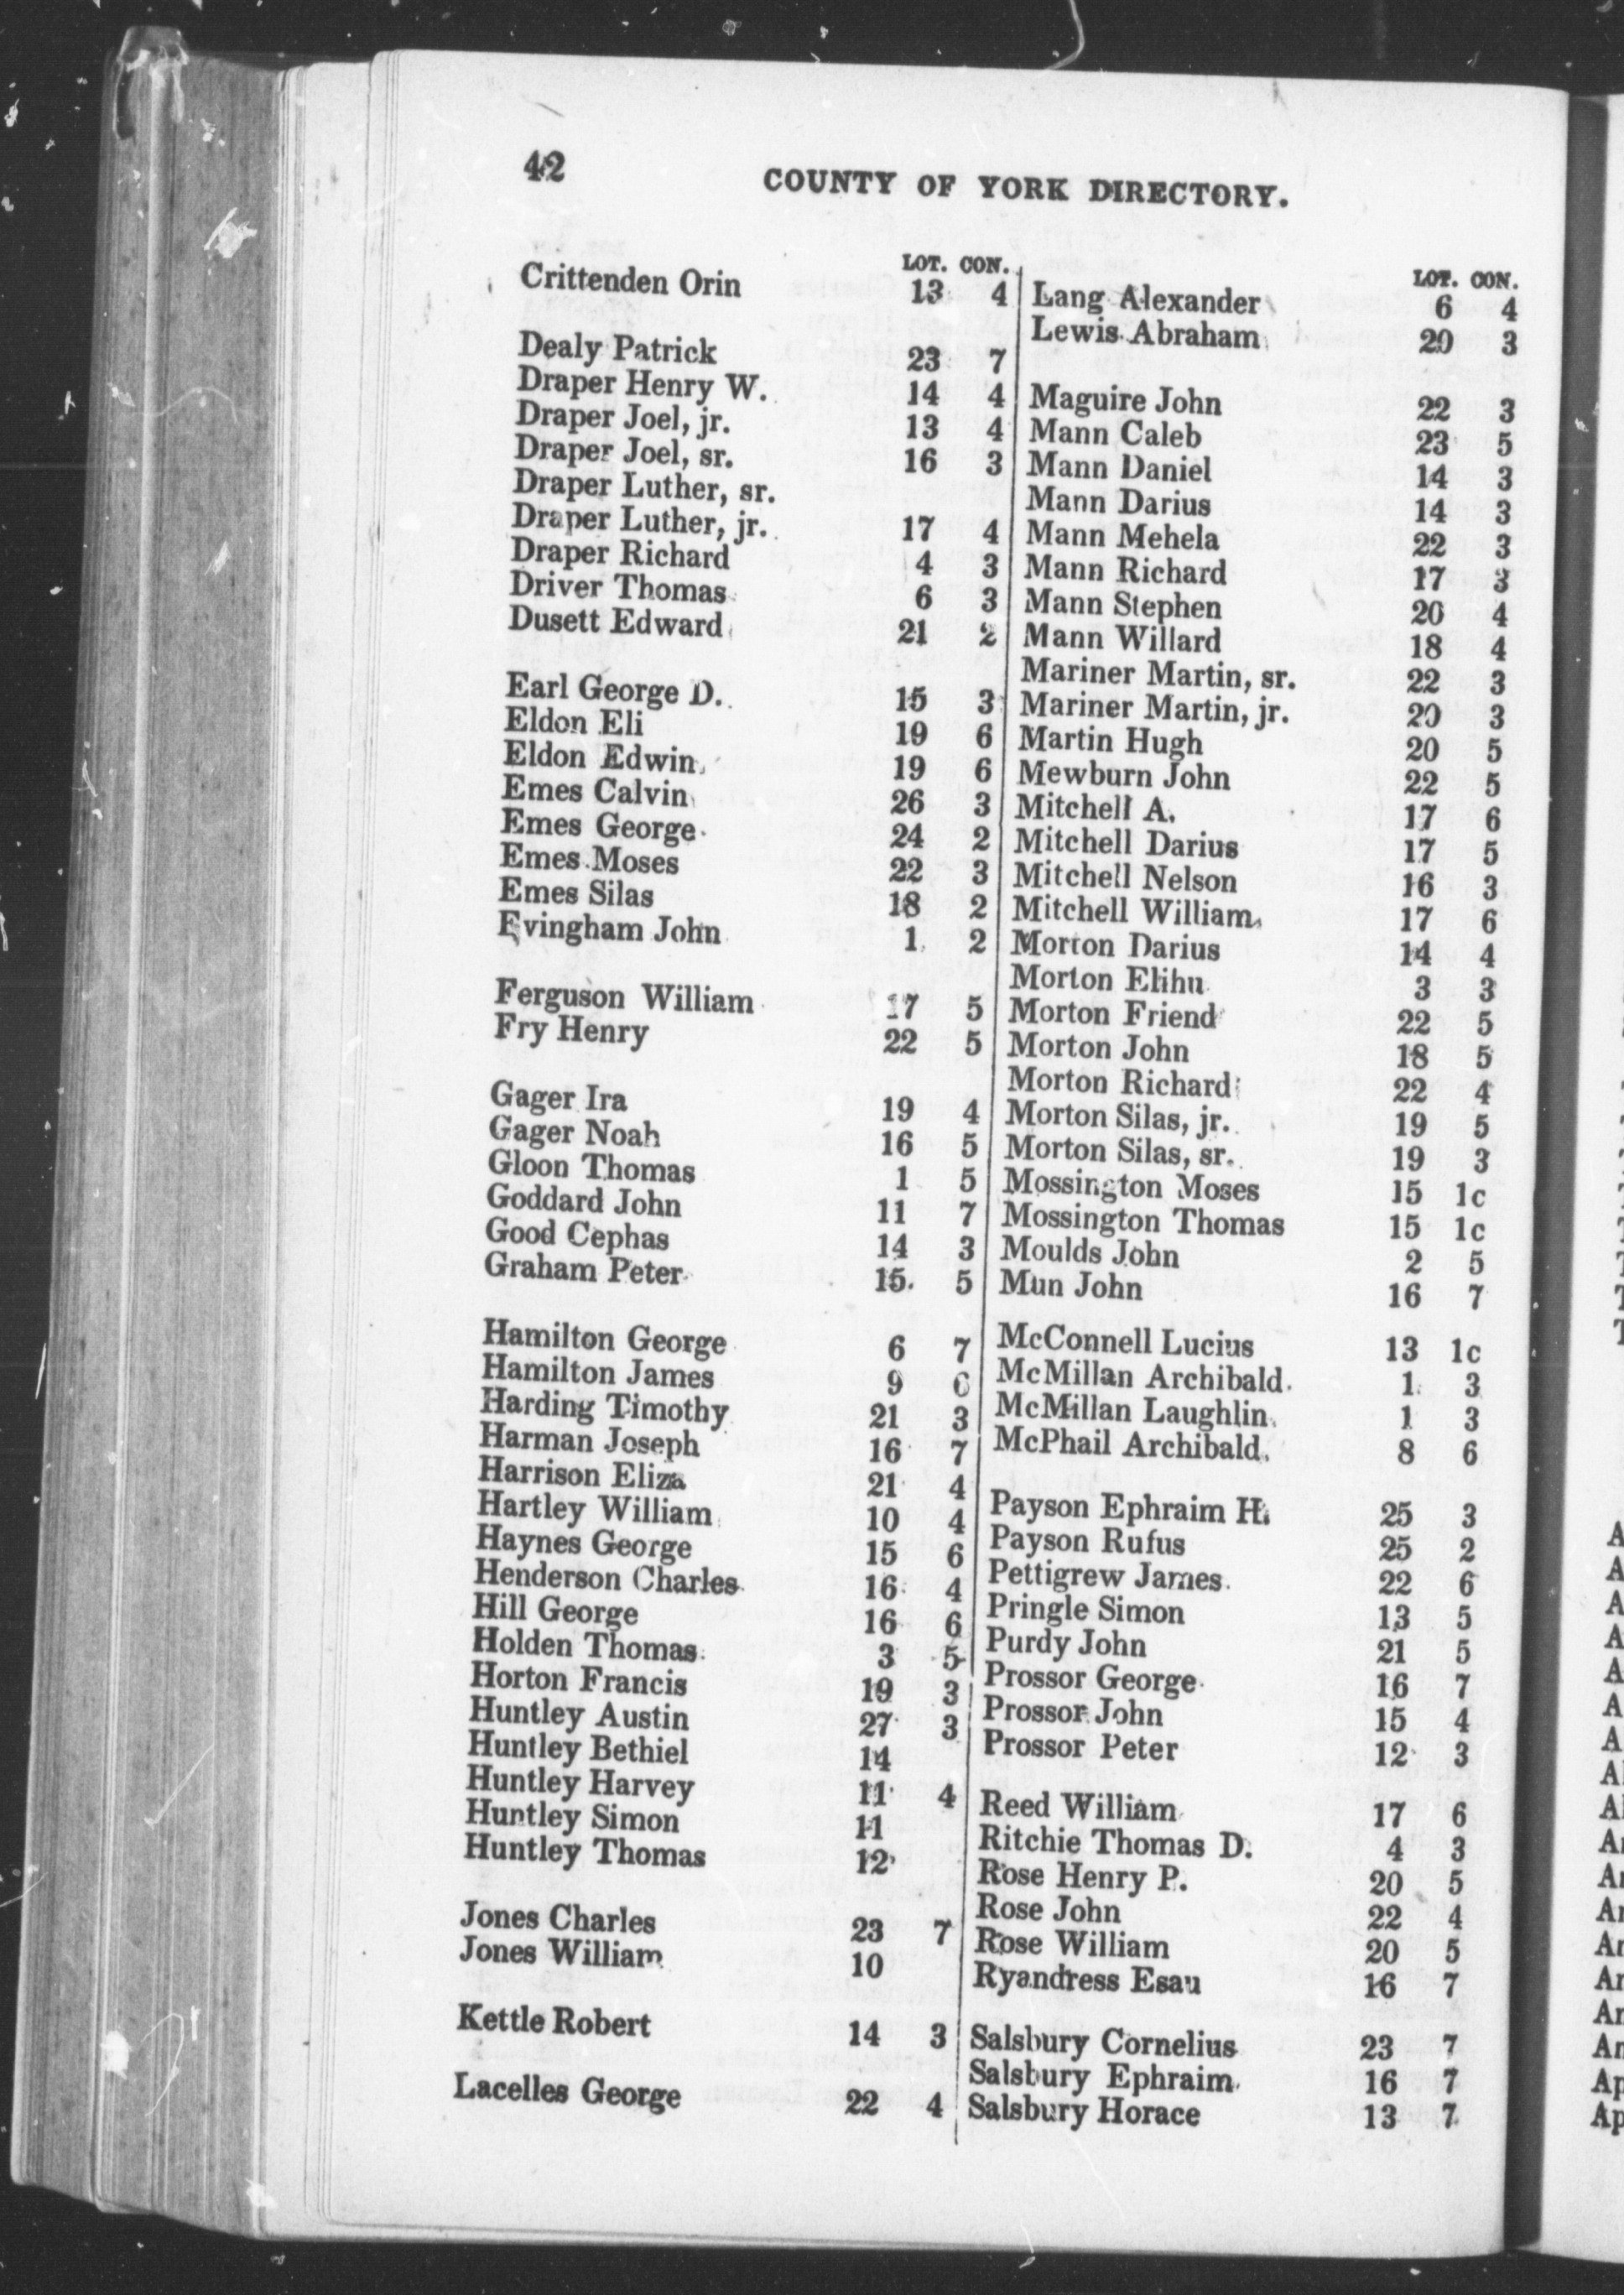 42
COUNTY OF YORK DIRECTORY.
LOT. CON.
Crittenden Orin 13 4
Dealy Patrick 23 7
Draper Henry W. 14 4
Draper Joel, jr. 13 4
Draper Joel, sr. 16 3
Draper Luther, sr.
Draper Luther, jr. 17 4
Draper Richard 4 3
Driver Thomas 6 3
Dusett Edward 21 2
Earl George D. 15 3
Eldon Eli 19 6
Eldon Edwin 19 6
Emes Calvin 26 3
Emes George 24 2
Emes Moses 22 3
Emes Silas 18 2
Evingham John 1 2
Ferguson William 17 5
Fry Henry 22 5
Gager Ira 19 4
Gager Noah 16 5
Gloon Thomas 1 5
Goddard John 11 7
Good Cephas 14 3
Graham Peter 15 5
Hamilton George 6 7
Hamilton James 9 6
Harding Timothy 21 3
Harman Joseph 16 7
Harrison Eliza 21 4
Hartley William 10 4
Haynes George 15 6
Henderson Charles 16 4
Hill George 16 6
Holden Thomas 3 5
Horton Francis 19 3
Huntley Austin 27 3
Huntley Bethiel 14
Huntley Harvey 11 4
Huntley Simon 11
Huntley Thomas 12
Jones Charles 23 7
Jones William 10
Kettle Robert 14 3
Lacelles George 22 4
LOT. CON.
Lang Alexander 6 4
Lewis Abraham 20 3
Maguire John 22 3
Mann Caleb 23 5
Mann Daniel 14 3
Mann Darius 14 3
Mann Mehela 22 3
Mann Richard 17 3
Mann Stephen 20 4
Mann Willard 18 4
Mariner Martin, sr. 22 3
Mariner Martin, jr. 20 3
Martin Hugh 20 5
Mewburn John 22 5
Mitchell A. 17 6
Mitchell Darius 17 5
Mitchell Nelson 16 3
Mitchell William 17 6
Morton Darius 14 4
Morton Elihu 3 3
Morton Friend 22 5
Morton John 18 5
Morton Richard 22 4
Morton Silas, jr. 19 5
Morton Silas, sr. 19 3
Mossington Moses 15 1c
Mossington Thomas 15 1c
Moulds John 2 5
Mun John 16 7
McConnell Lucius 13 1c
McMillan Archibald 1 3
McMillan Laughlin 1 3
McPhail Archibald 8 6
Payson Ephraim H. 25 3
Payson Rufus 25 2
Pettigrew James 22 6
Pringle Simon 13 5
Purdy John 21 5
Prossor George 16 7
Prossor John 15 4
Prossor Peter 12 3
Reed William 17 6
Ritchie Thomas D. 4 3
Rose Henry P. 20 5
Rose John 22 4
Rose William 20 5
Ryandress Esau 16 7
Salsbury Cornelius 23 7
Salsbury Ephraim 16 7
Salsbury Horace 13 7